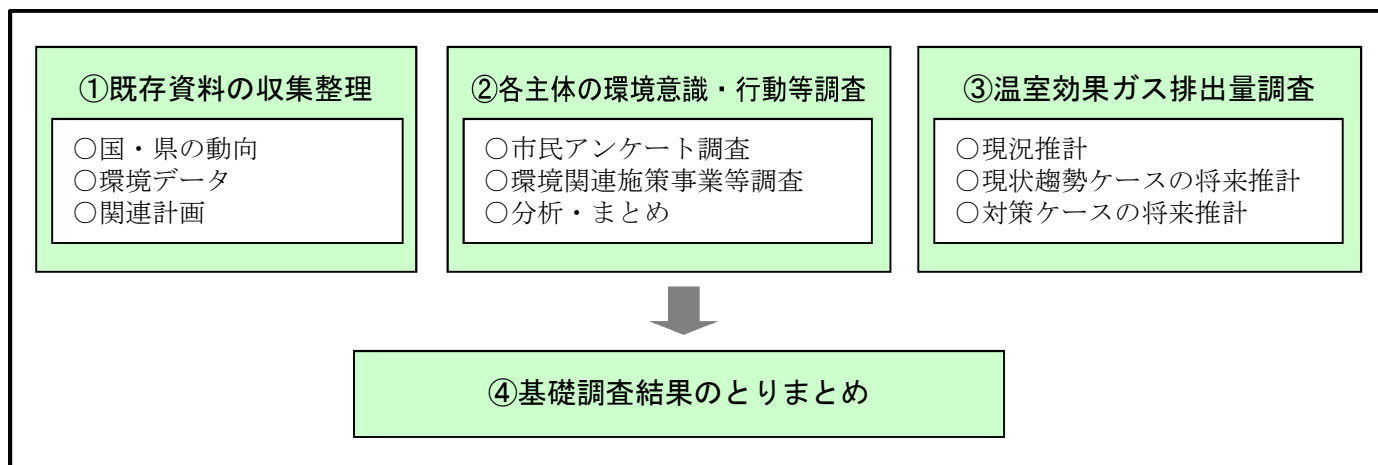 ①既存資料の収集整理
○国・県の動向
○環境データ
○関連計画
②各主体の環境意識・行動等調査
○市民アンケート調査
○環境関連施策事業等調査
○分析・まとめ
③温室効果ガス排出量調査
○現況推計
○現状趨勢ケースの将来推計
○対策ケースの将来推計
④基礎調査結果のとりまとめ